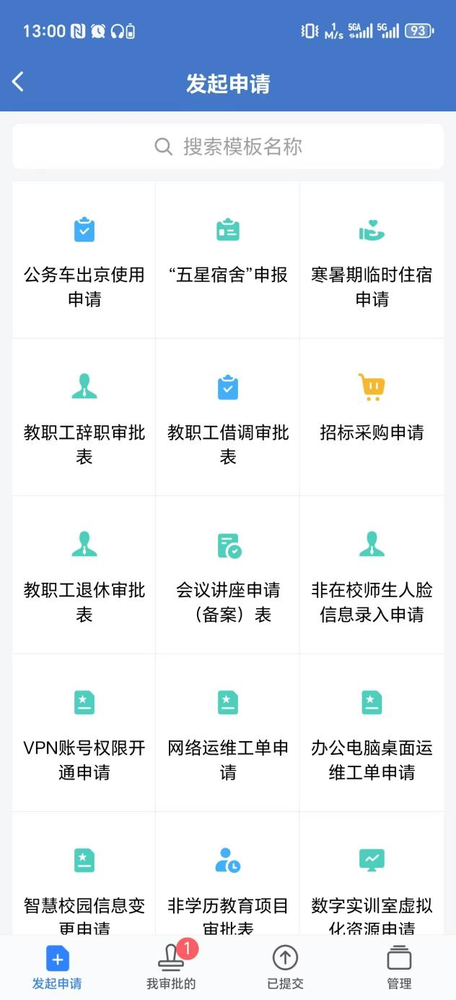 13:00
1
M/s
5GA
5G
93
发起申请
搜索模板名称
公务车出京使用
申请
“五星宿舍”申报
寒暑期临时住宿
申请
教职工辞职审批
表
教职工借调审批
表
招标采购申请
教职工退休审批
表
会议讲座申请
（备案）表
非在校师生人脸
信息录入申请
VPN账号权限开
通申请
网络运维工单申
请
办公电脑桌面运
维工单申请
智慧校园信息变
更申请
非学历教育项目
审批表
数字实训室虚拟
化资源申请
1
发起申请
我审批的
已提交
管理